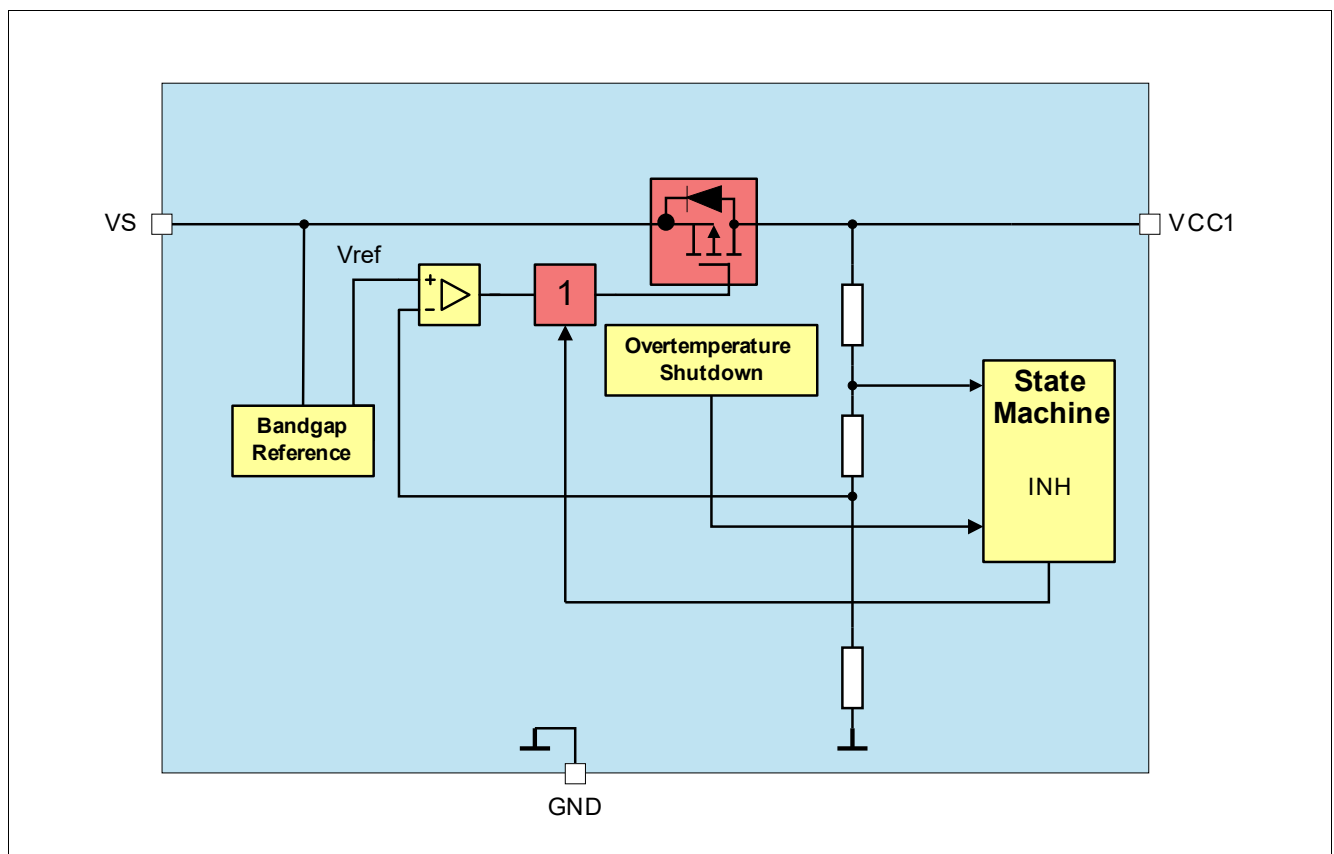 VS
VCC1
Vref
+
-
1
Overtemperature
Shutdown
State
Machine
INH
Bandgap
Reference
GND